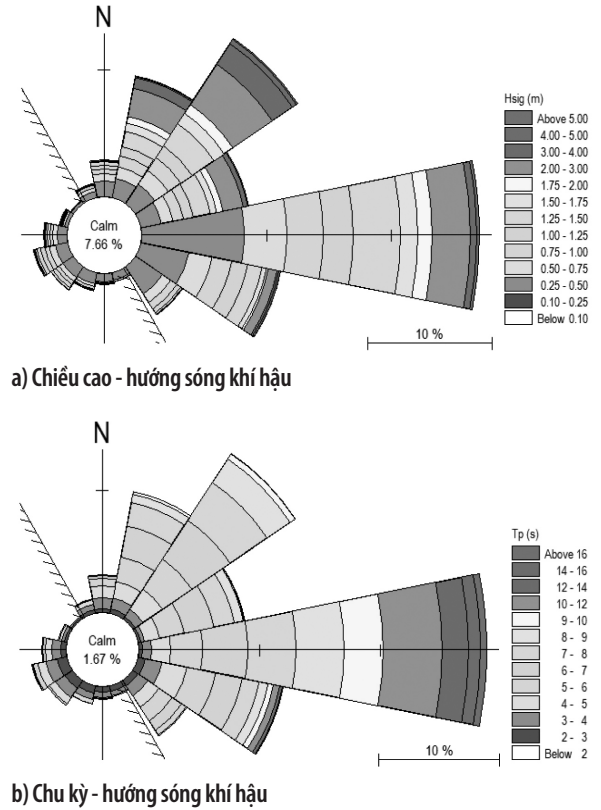 N
Calm
7.66 %
Hsig (m)
Above 5.00
4.00 - 5.00
3.00 - 4.00
2.00 - 3.00
1.75 - 2.00
1.50 - 1.75
1.25 - 1.50
1.00 - 1.25
0.75 - 1.00
0.50 - 0.75
0.25 - 0.50
0.10 - 0.25
Below 0.10
10 %
a) Chiều cao - hướng sóng khí hậu
N
Calm
1.67 %
Tp (s)
Above 16
14 - 16
12 - 14
10 - 12
9 - 10
8 - 9
7 - 8
6 - 7
5 - 6
4 - 5
3 - 4
2 - 3
Below 2
10 %
b) Chu kỳ - hướng sóng khí hậu